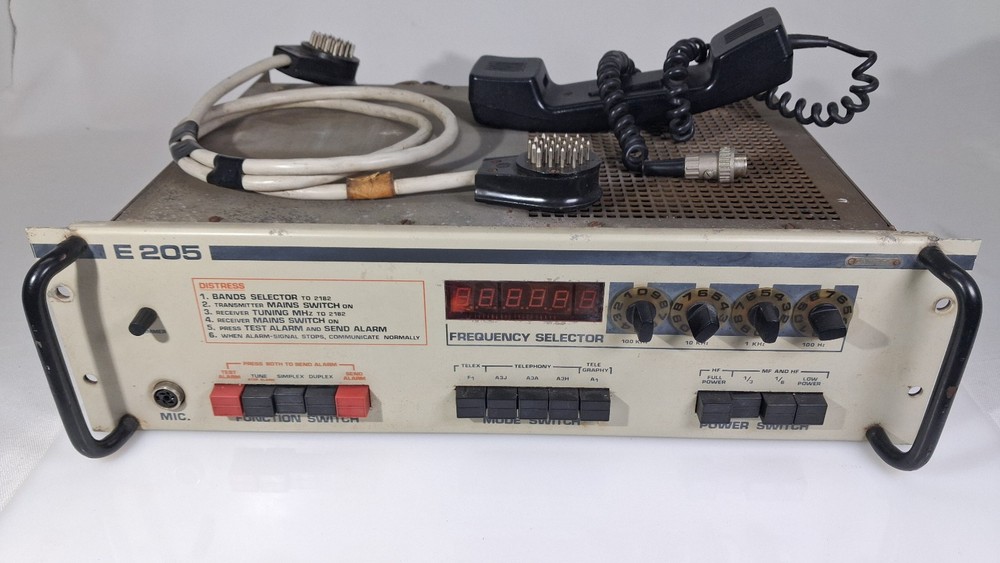 E 205
DISTRESS
1. BANDS SELECTOR TO 2182
2. TRANSMITTER MAINS SWITCH ON
3. RECEIVER TUNING MHz TO 2182
4. RECEIVER MAINS SWITCH ON
5. PRESS TEST ALARM AND SEND ALARM
6. WHEN ALARM-SIGNAL STOPS, COMMUNICATE NORMALLY
FREQUENCY SELECTOR
100 KHz 10 KHz 1 KHz 100 Hz
PRESS BOTH TO SEND ALARM
TEST ALARM TUNE SIMPLEX DUPLEX SEND ALARM
TELEX TELEPHONY TELE GRAPHY
F1 A3J A3A A3H A1
HF MF AND HF
FULL POWER 1/3 1/6 LOW POWER
MIC. FUNCTION SWITCH MODE SWITCH POWER SWITCH